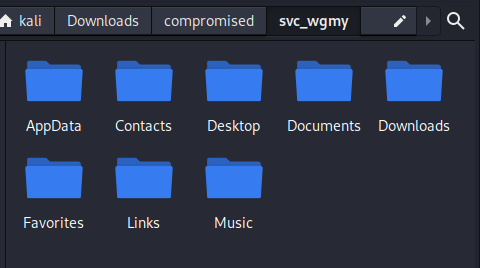 kali Downloads compromised svc_wgmy
AppData Contacts Desktop Documents Downloads
Favorites Links Music